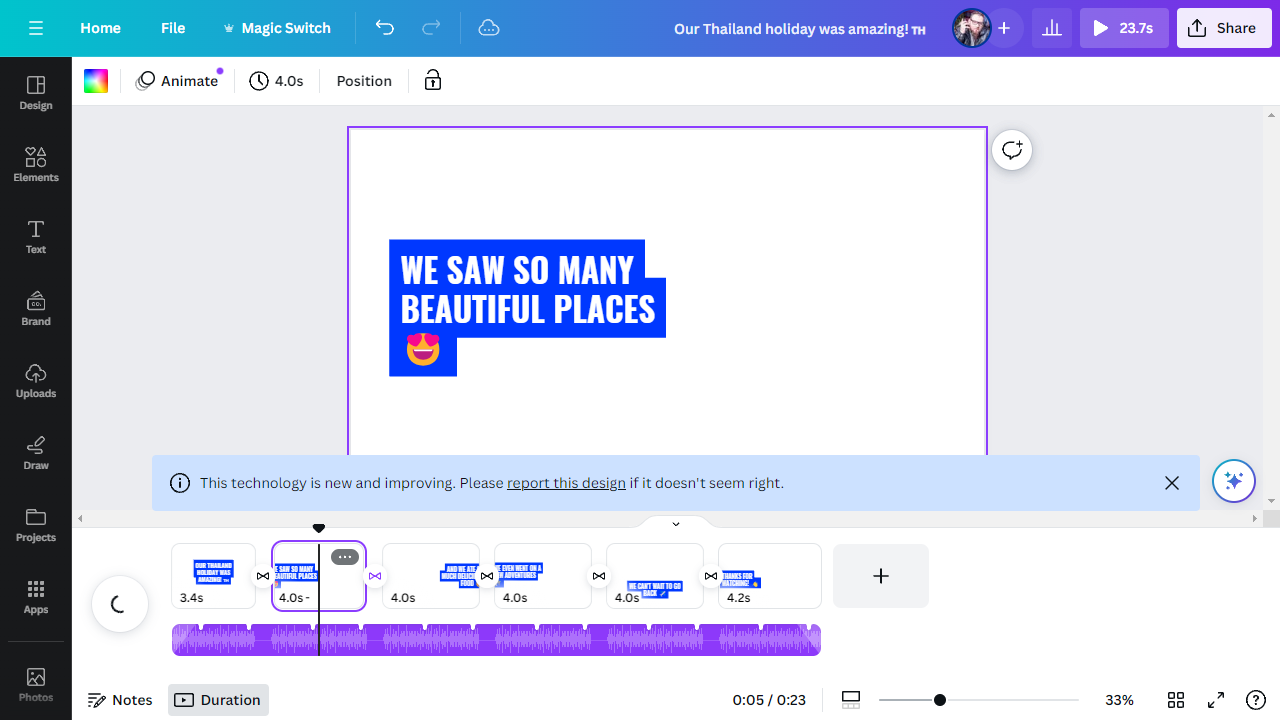 Home
File
Magic Switch
Our Thailand holiday was amazing! 🇹🇭
23.7s
Share
Animate
4.0s
Position
Design
Elements
Text
Brand
Uploads
Draw
Projects
Apps
Photos
WE SAW SO MANY
BEAUTIFUL PLACES
😍
This technology is new and improving. Please report this design if it doesn't seem right.
OUR THAILAND
HOLIDAY WAS
AMAZING! 🇹🇭
3.4s
WE SAW SO MANY
BEAUTIFUL PLACES
4.0s -
AND WE ATE
MUCH DELICIOUS
FOOD
4.0s
EVEN WENT ON A
ADVENTURES
4.0s
WE CAN'T WAIT TO GO
BACK
4.0s
THANKS FOR
WATCHING!
4.2s
Notes
Duration
0:05 / 0:23
33%